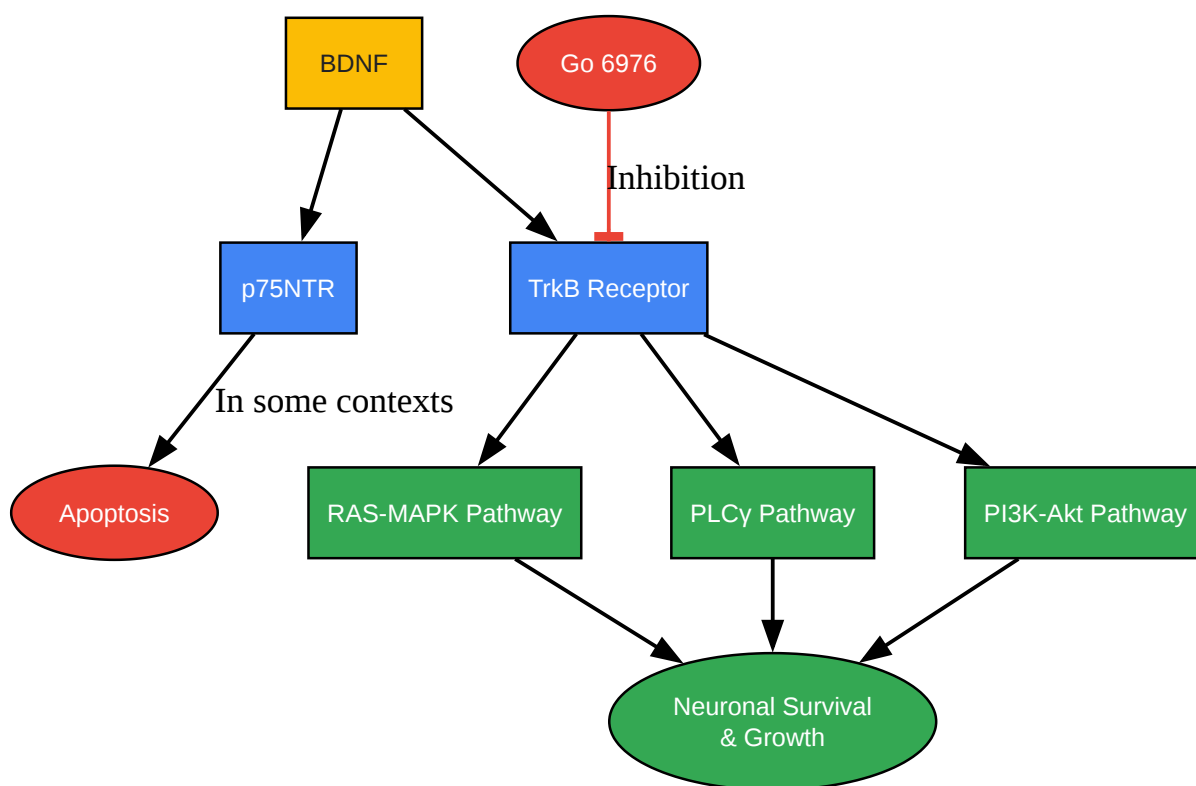 BDNF
Go 6976
Inhibition
p75NTR
TrkB Receptor
In some contexts
Apoptosis
RAS-MAPK Pathway
PLCγ Pathway
PI3K-Akt Pathway
Neuronal Survival
& Growth